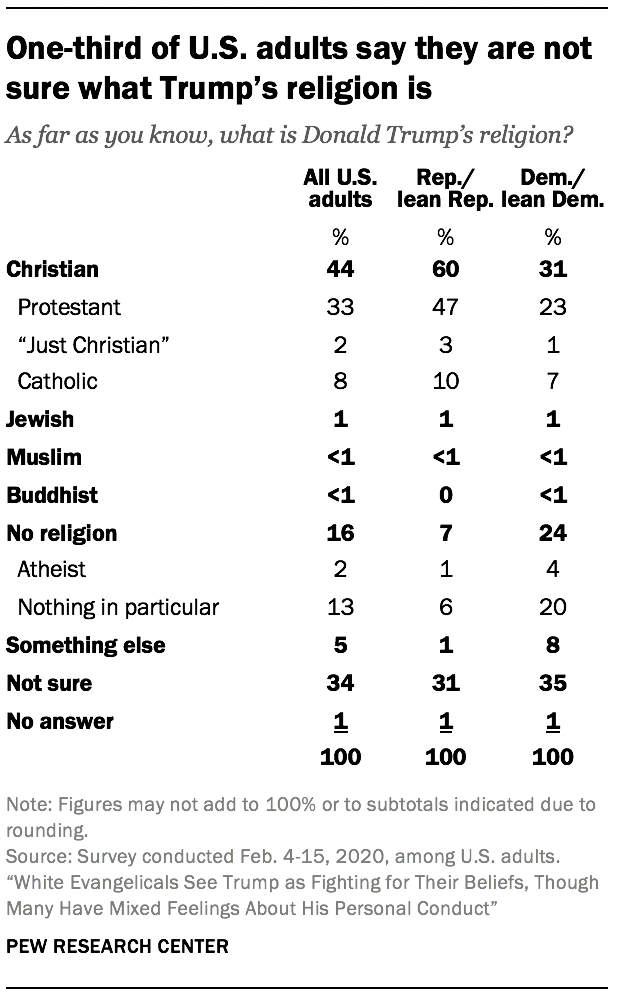 One-third of U.S. adults say they are not
sure what Trump's religion is
As far as you know, what is Donald Trump's religion?
All U.S. adults Rep./ lean Rep. Dem./ lean Dem.
% % %
Christian 44 60 31
Protestant 33 47 23
“Just Christian” 2 3 1
Catholic 8 10 7
Jewish 1 1 1
Muslim <1 <1 <1
Buddhist <1 0 <1
No religion 16 7 24
Atheist 2 1 4
Nothing in particular 13 6 20
Something else 5 1 8
Not sure 34 31 35
No answer 1 1 1
100 100 100
Note: Figures may not add to 100% or to subtotals indicated due to
rounding.
Source: Survey conducted Feb. 4-15, 2020, among U.S. adults.
“White Evangelicals See Trump as Fighting for Their Beliefs, Though
Many Have Mixed Feelings About His Personal Conduct”
PEW RESEARCH CENTER